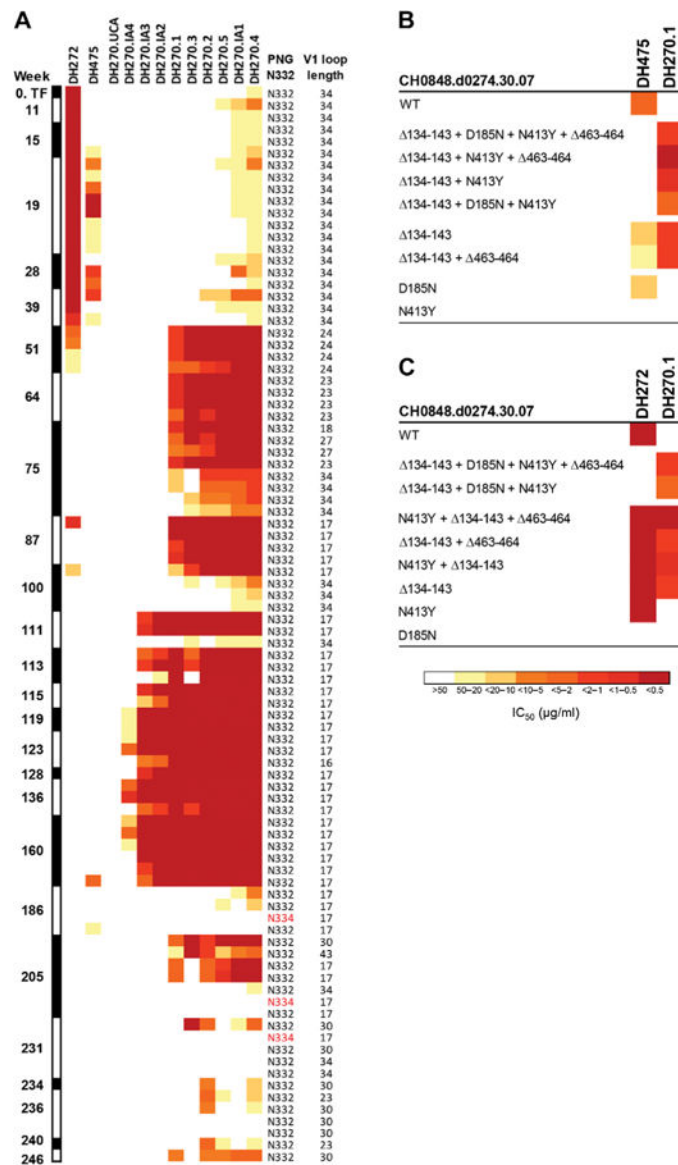 A
DH272 DH475 DH270.UCA DH270.IA4 DH270.IA3 DH270.IA2 DH270.1 DH270.3 DH270.2 DH270.5 DH270.IA1 DH270.4
PNG V1 loop
Week N332 length
0. TF N332 34
11 N332 34
N332 34
N332 34
15 N332 34
N332 34
N332 34
N332 34
N332 34
19 N332 34
N332 34
N332 34
N332 34
N332 34
N332 34
28 N332 34
N332 34
N332 34
39 N332 34
N332 34
N332 24
51 N332 24
N332 24
N332 24
N332 23
64 N332 23
N332 23
N332 23
N332 18
N332 27
N332 27
75 N332 23
N332 34
N332 34
N332 34
N332 34
N332 17
87 N332 17
N332 17
N332 17
N332 17
100 N332 34
N332 34
N332 34
N332 17
111 N332 17
N332 34
N332 17
113 N332 17
N332 17
115 N332 17
N332 17
119 N332 17
N332 17
N332 17
123 N332 17
N332 16
128 N332 17
N332 17
136 N332 17
N332 17
N332 17
N332 17
160 N332 17
N332 17
N332 17
N332 17
N332 17
186 N332 17
N334 17
N332 17
N332 30
N332 43
N332 17
205 N332 17
N332 34
N334 17
N332 17
N332 30
N334 17
231 N332 30
N332 34
N332 34
234 N332 30
N332 23
236 N332 30
N332 30
N332 30
240 N332 23
246 N332 30
B
DH475 DH270.1
CH0848.d0274.30.07
WT
Δ134-143 + D185N + N413Y + Δ463-464
Δ134-143 + N413Y + Δ463-464
Δ134-143 + N413Y
Δ134-143 + D185N + N413Y
Δ134-143
Δ134-143 + Δ463-464
D185N
N413Y
C
DH272 DH270.1
CH0848.d0274.30.07
WT
Δ134-143 + D185N + N413Y + Δ463-464
Δ134-143 + D185N + N413Y
N413Y + Δ134-143 + Δ463-464
Δ134-143 + Δ463-464
N413Y + Δ134-143
Δ134-143
N413Y
D185N
>50 50–20 <20–10 <10–5 <5–2 <2–1 <1–0.5 <0.5
IC50 (μg/ml)